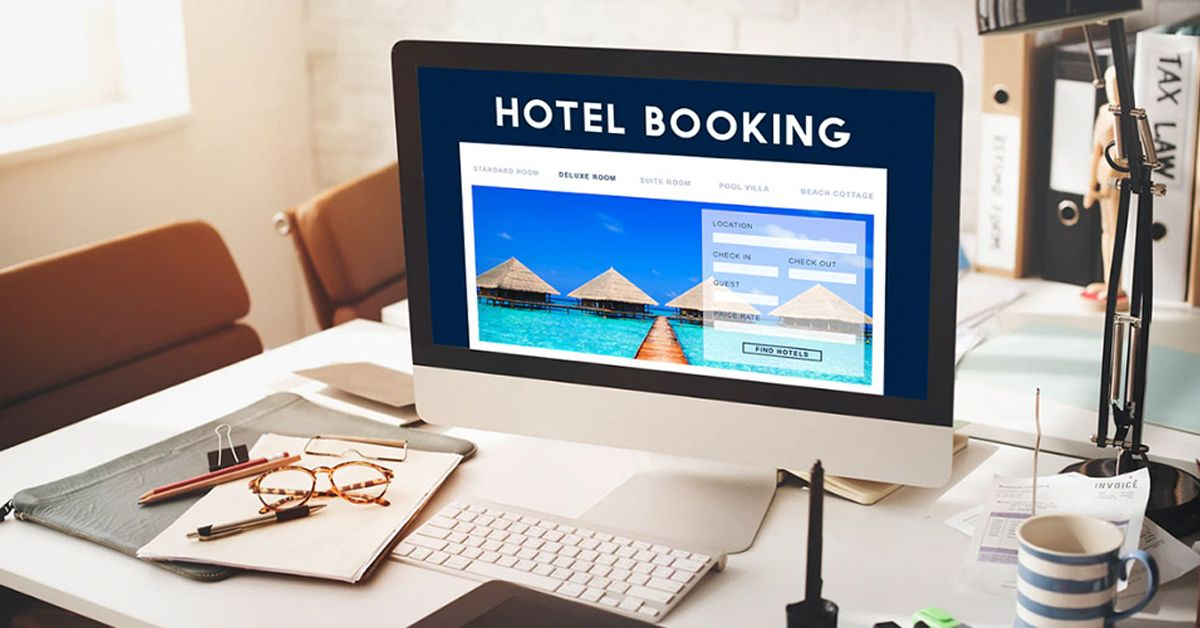 HOTEL BOOKING
STANDARD ROOM
DELUXE ROOM
SUITE ROOM
POOL VILLA
BEACH COTTAGE
LOCATION
CHECK IN
CHECK OUT
GUEST
PRICE RATE
FIND HOTELS
TAX LAW
INVOICE